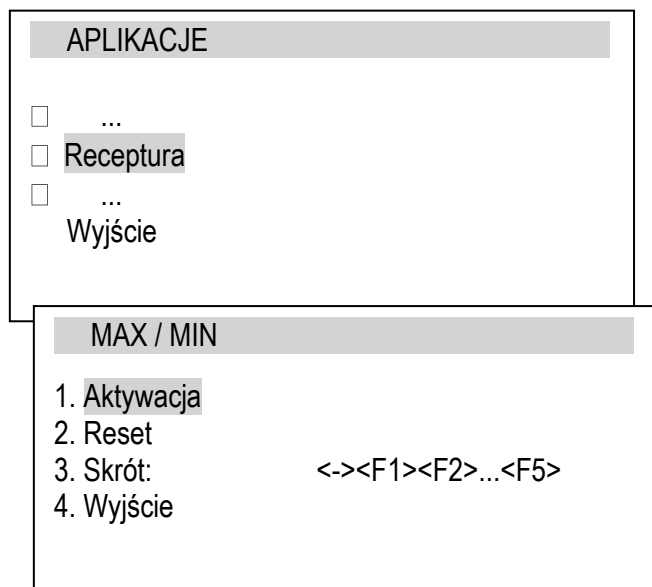 APLIKACJE
...
Receptura
...
Wyjście
MAX / MIN
1. Aktywacja
2. Reset
3. Skrót: <-><F1><F2>...<F5>
4. Wyjście